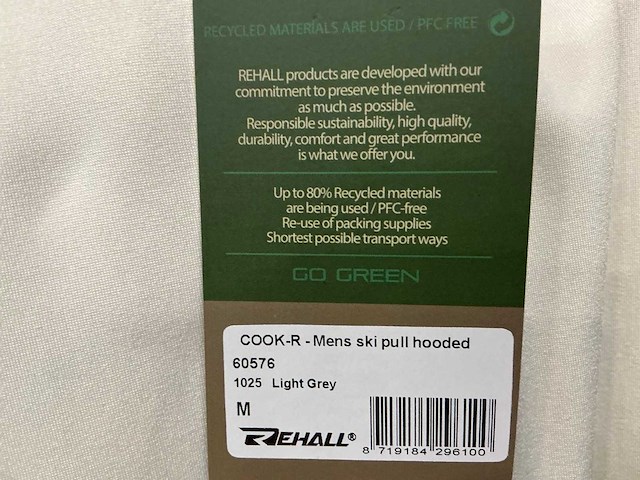 RECYCLED MATERIALS ARE USED / PFC-FREE
REHALL products are developed with our
commitment to preserve the environment
as much as possible.
Responsible sustainability, high quality,
durability, comfort and great performance
is what we offer you.
Up to 80% Recycled materials
are being used / PFC-free
Re-use of packing supplies
Shortest possible transport ways
GO GREEN
COOK-R - Mens ski pull hooded
60576
1025 Light Grey
M
REHALL®
8 719184 296100